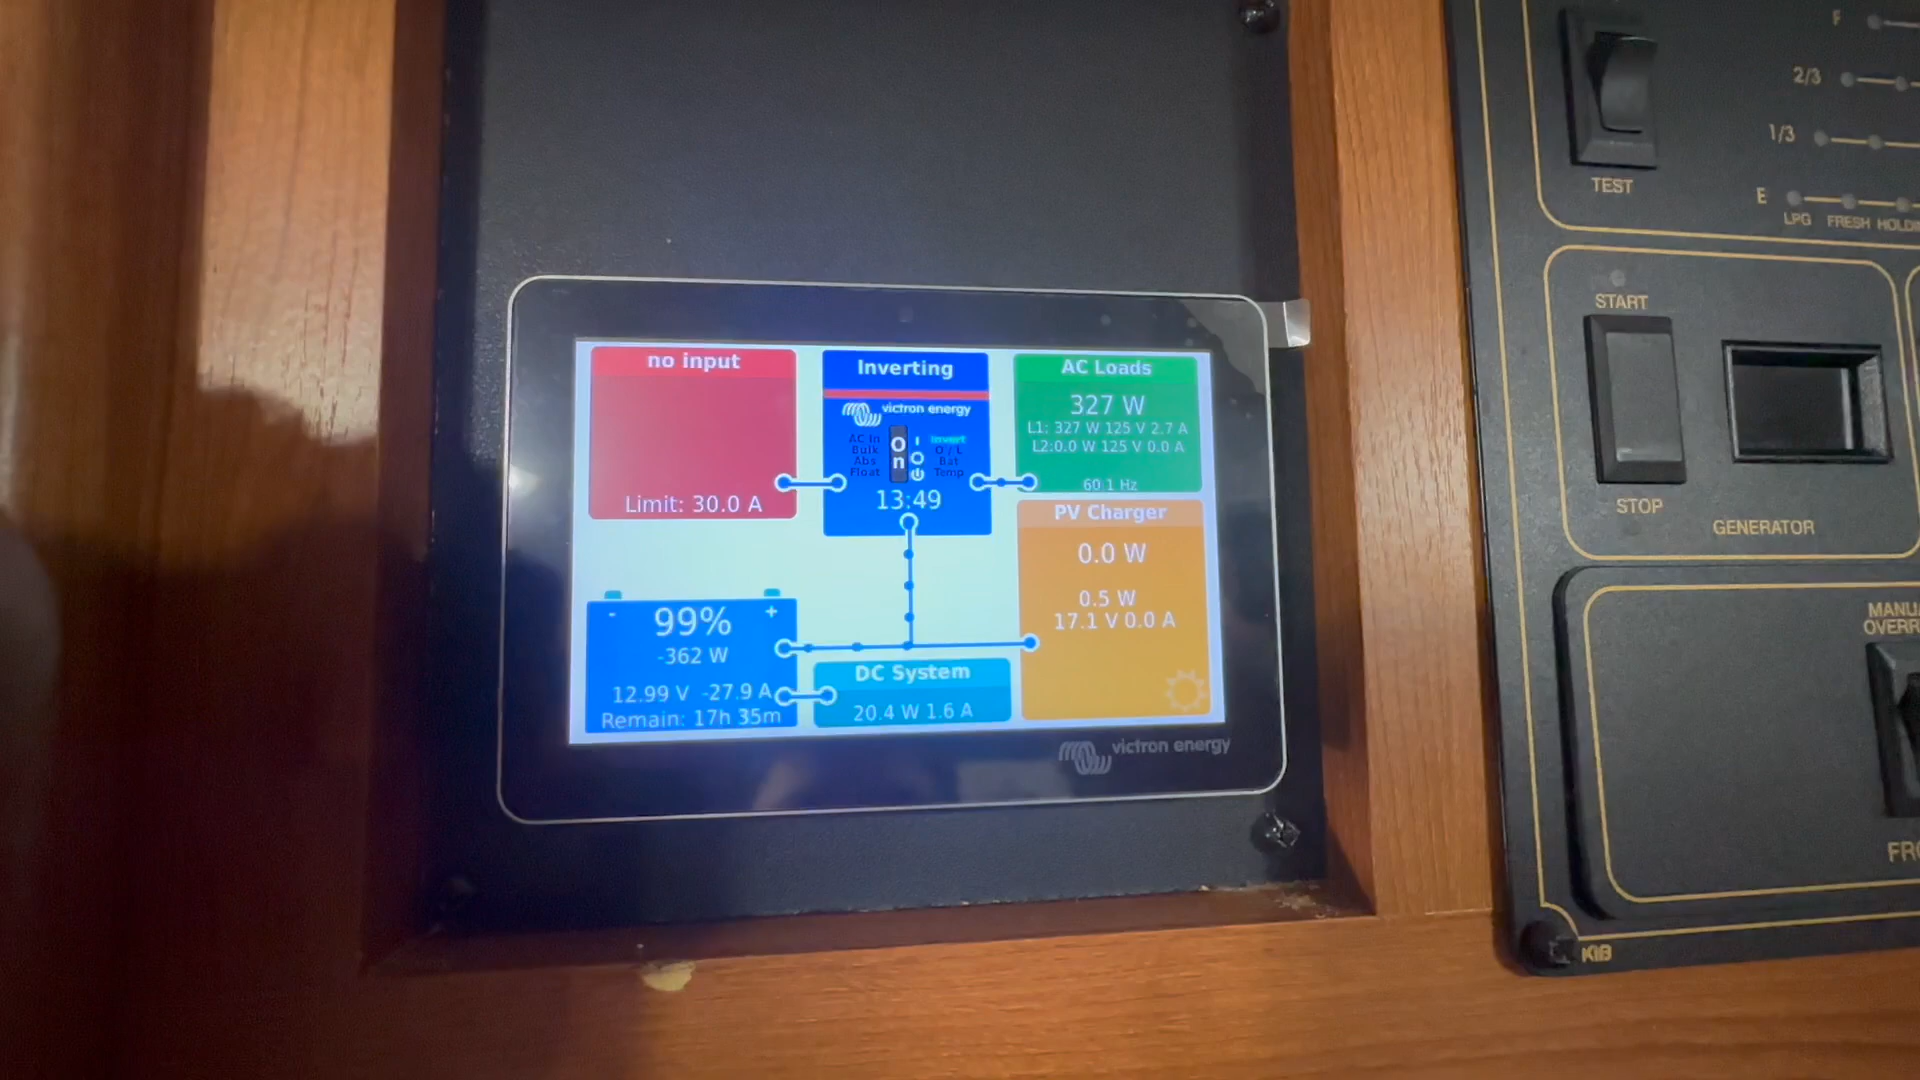 no input
Limit: 30.0 A
Inverting
victron energy
AC In
Bulk
Abs
Float
On
Invert
O / L
Bat
Temp
13:49
AC Loads
327 W
L1: 327 W 125 V 2.7 A
L2:0.0 W 125 V 0.0 A
60.1 Hz
PV Charger
0.0 W
0.5 W
17.1 V 0.0 A
- +
99%
-362 W
12.99 V -27.9 A
Remain: 17h 35m
DC System
20.4 W 1.6 A
victron energy
F
2/3
1/3
E
TEST
LPG FRESH
START
STOP
GENERATOR
KIB